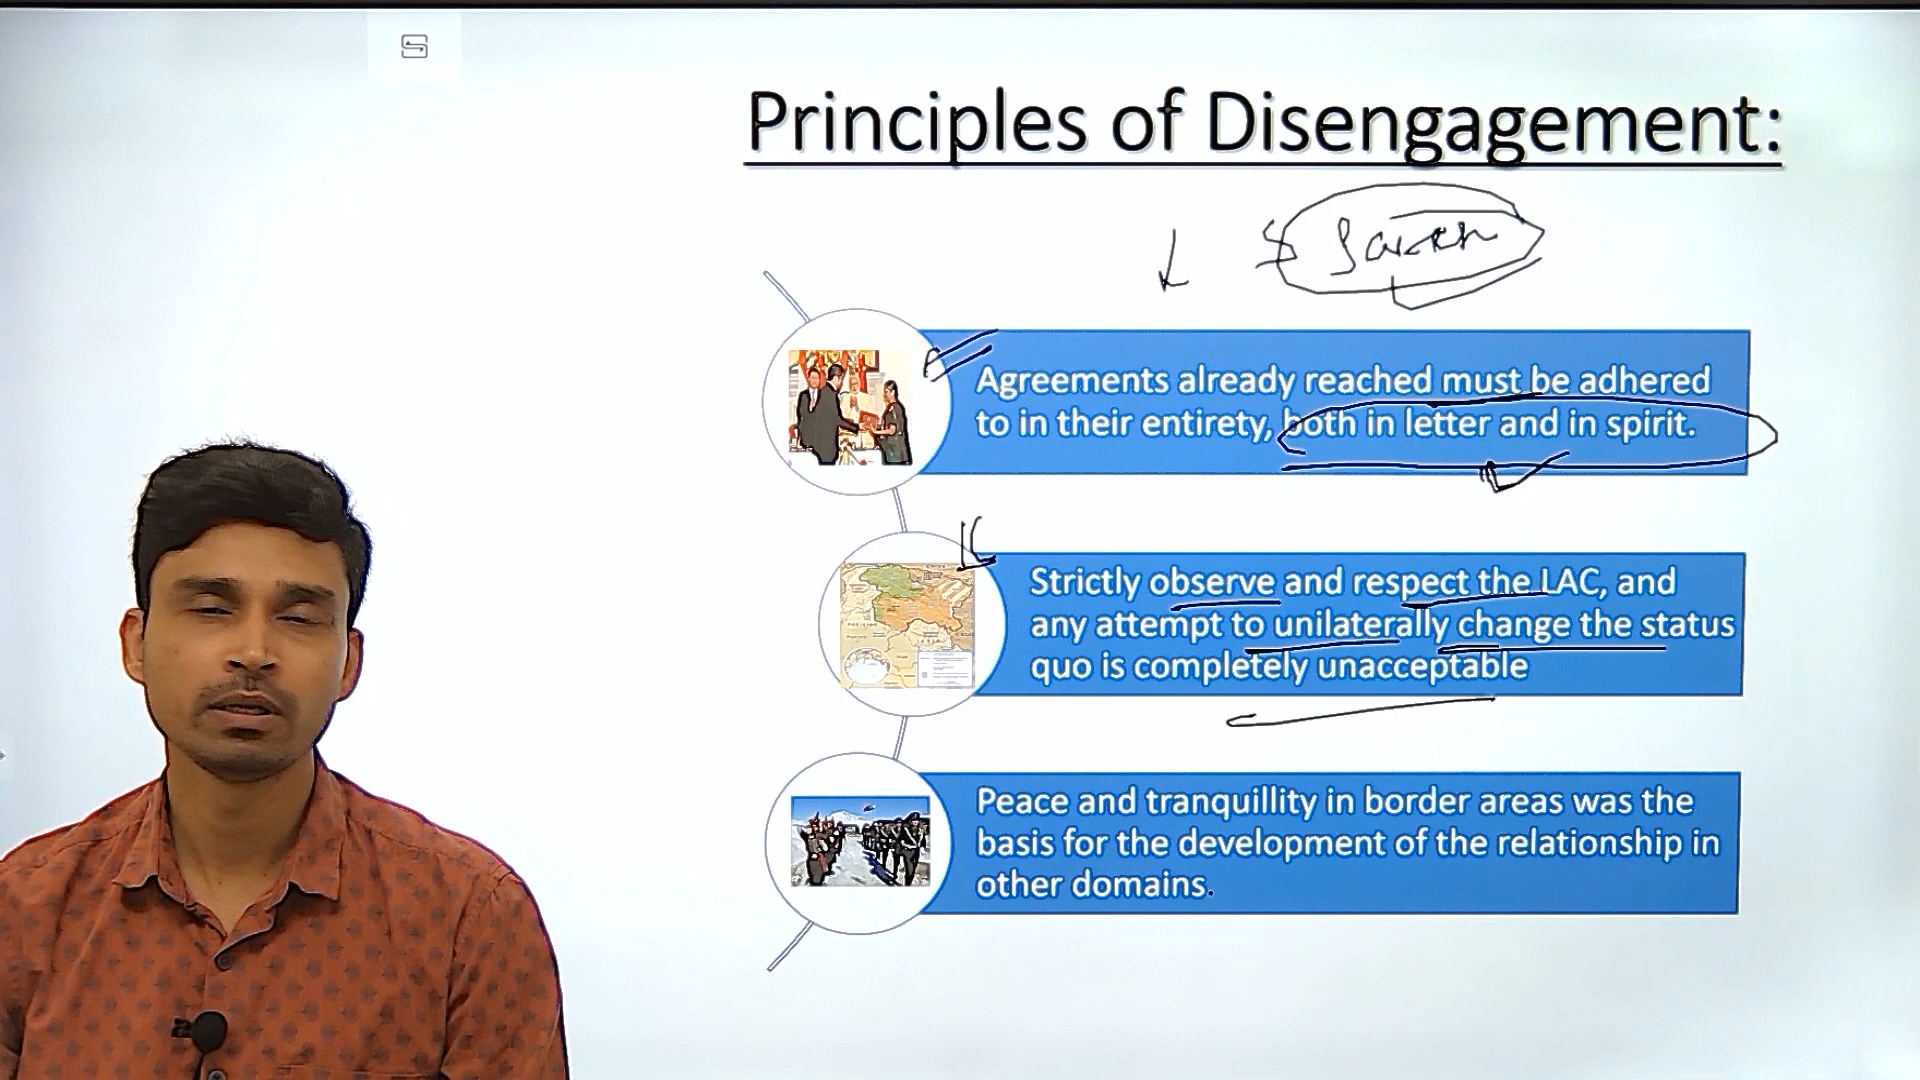 Principles of Disengagement:
Agreements already reached must be adhered
to in their entirety, both in letter and in spirit.
Strictly observe and respect the LAC, and
any attempt to unilaterally change the status
quo is completely unacceptable
Peace and tranquillity in border areas was the
basis for the development of the relationship in
other domains.